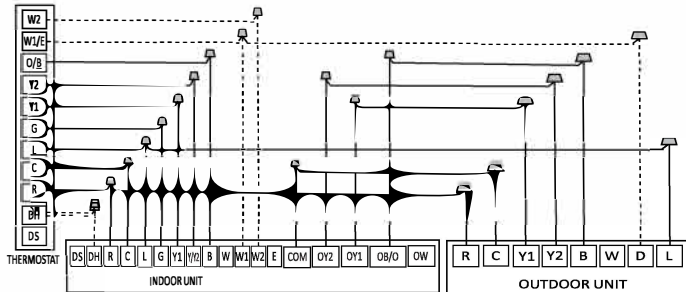 W2
W1/E
O/B
Y2
Y1
G
L
C
R
DH
DS
THERMOSTAT
DS DH R C L G Y1 Y/Y2 B W W1 W2 E COM OY2 OY1 OB/O OW
INDOOR UNIT
R C Y1 Y2 B W D L
OUTDOOR UNIT